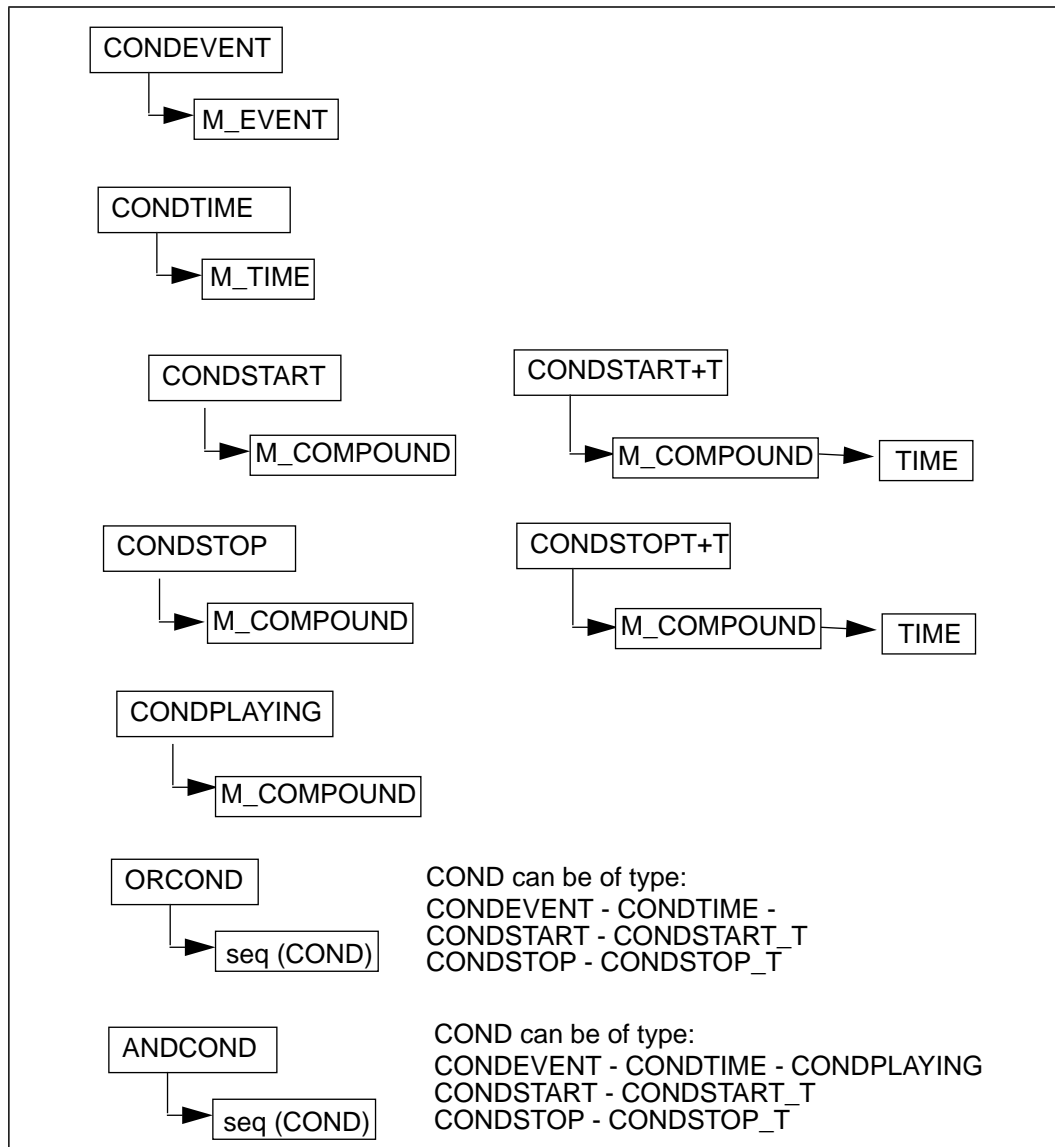 CONDEVENT
M_EVENT
CONDTIME
M_TIME
CONDSTART
M_COMPOUND
CONDSTART+T
M_COMPOUND
TIME
CONDSTOP
M_COMPOUND
CONDSTOPT+T
M_COMPOUND
TIME
CONDPLAYING
M_COMPOUND
ORCOND
seq (COND)
COND can be of type:
CONDEVENT - CONDTIME -
CONDSTART - CONDSTART_T
CONDSTOP - CONDSTOP_T
ANDCOND
seq (COND)
COND can be of type:
CONDEVENT - CONDTIME - CONDPLAYING
CONDSTART - CONDSTART_T
CONDSTOP - CONDSTOP_T